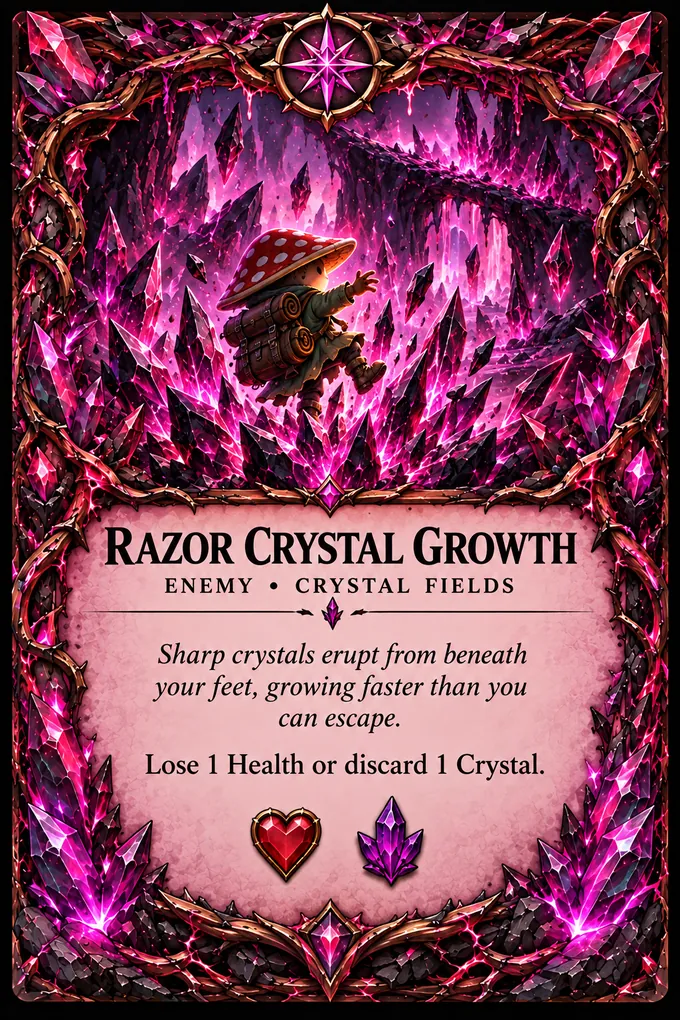 RAZOR CRYSTAL GROWTH
ENEMY • CRYSTAL FIELDS
Sharp crystals erupt from beneath
your feet, growing faster than you
can escape.
Lose 1 Health or discard 1 Crystal.